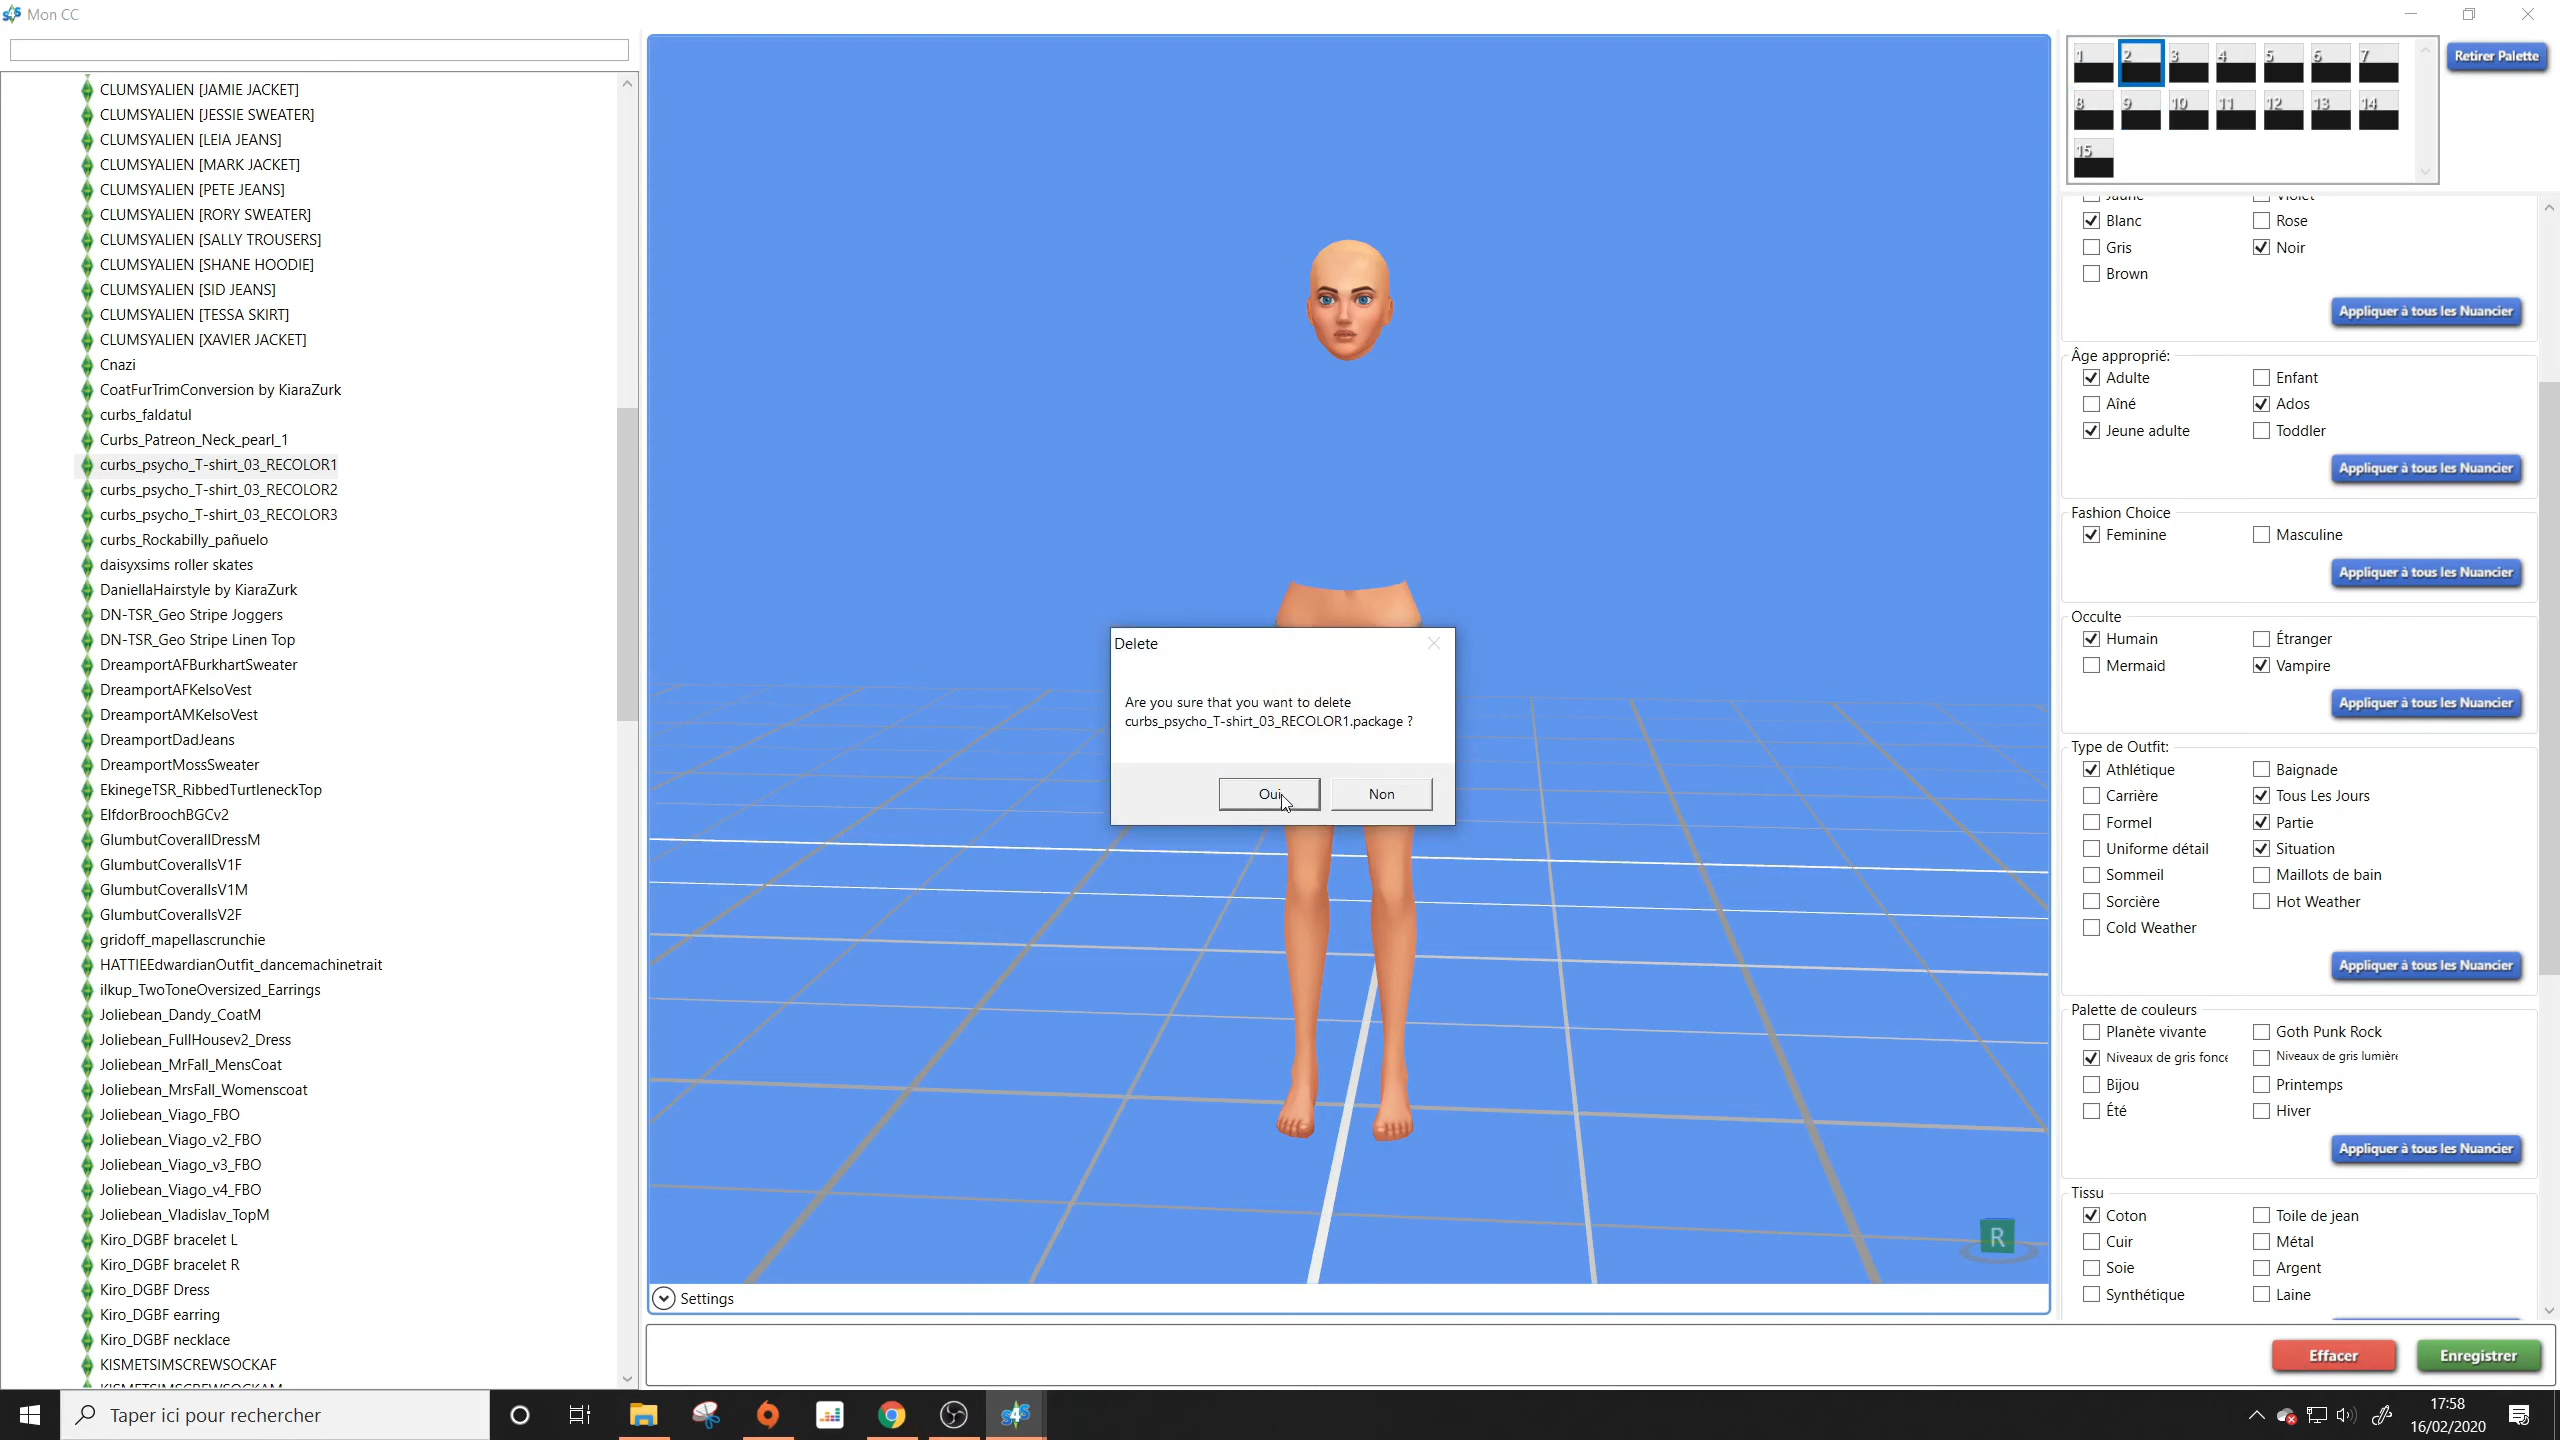 Mon CC
CLUMSYALIEN [JAMIE JACKET]
CLUMSYALIEN [JESSIE SWEATER]
CLUMSYALIEN [LEIA JEANS]
CLUMSYALIEN [MARK JACKET]
CLUMSYALIEN [PETE JEANS]
CLUMSYALIEN [RORY SWEATER]
CLUMSYALIEN [SALLY TROUSERS]
CLUMSYALIEN [SHANE HOODIE]
CLUMSYALIEN [SID JEANS]
CLUMSYALIEN [TESSA SKIRT]
CLUMSYALIEN [XAVIER JACKET]
Cnazi
CoatFurTrimConversion by KiaraZurk
curbs_faldatul
Curbs_Patreon_Neck_pearl_1
curbs_psycho_T-shirt_03_RECOLOR1
curbs_psycho_T-shirt_03_RECOLOR2
curbs_psycho_T-shirt_03_RECOLOR3
curbs_Rockabilly_pañuelo
daisyxsims roller skates
DaniellaHairstyle by KiaraZurk
DN-TSR_Geo Stripe Joggers
DN-TSR_Geo Stripe Linen Top
DreamportAFBurkhartSweater
DreamportAFKelsoVest
DreamportAMKelsoVest
DreamportDadJeans
DreamportMossSweater
EkinegeTSR_RibbedTurtleneckTop
ElfdorBroochBGCv2
GlumbutCoverallDressM
GlumbutCoverallsV1F
GlumbutCoverallsV1M
GlumbutCoverallsV2F
gridoff_mapellascrunchie
HATTIEEdwardianOutfit_dancemachinetrait
ilkup_TwoToneOversized_Earrings
Joliebean_Dandy_CoatM
Joliebean_FullHousev2_Dress
Joliebean_MrFall_MensCoat
Joliebean_MrsFall_Womenscoat
Joliebean_Viago_FBO
Joliebean_Viago_v2_FBO
Joliebean_Viago_v3_FBO
Joliebean_Viago_v4_FBO
Joliebean_Vladislav_TopM
Kiro_DGBF bracelet L
Kiro_DGBF bracelet R
Kiro_DGBF Dress
Kiro_DGBF earring
Kiro_DGBF necklace
KISMETSIMSCREWSOCKAF
Delete
Are you sure that you want to delete
curbs_psycho_T-shirt_03_RECOLOR1.package ?
Oui Non
R
Settings
1 2 3 4 5 6 7
8 9 10 11 12 13 14
15
Retirer Palette
Jaune Violet
Blanc Rose
Gris Noir
Brown
Appliquer à tous les Nuancier
Âge approprié:
Adulte Enfant
Aîné Ados
Jeune adulte Toddler
Appliquer à tous les Nuancier
Fashion Choice
Feminine Masculine
Appliquer à tous les Nuancier
Occulte
Humain Étranger
Mermaid Vampire
Appliquer à tous les Nuancier
Type de Outfit:
Athlétique Baignade
Carrière Tous Les Jours
Formel Partie
Uniforme détail Situation
Sommeil Maillots de bain
Sorcière Hot Weather
Cold Weather
Appliquer à tous les Nuancier
Palette de couleurs
Planète vivante Goth Punk Rock
Niveaux de gris foncé Niveaux de gris lumière
Bijou Printemps
Été Hiver
Appliquer à tous les Nuancier
Tissu
Coton Toile de jean
Cuir Métal
Soie Argent
Synthétique Laine
Effacer Enregistrer
Taper ici pour rechercher
17:58
16/02/2020